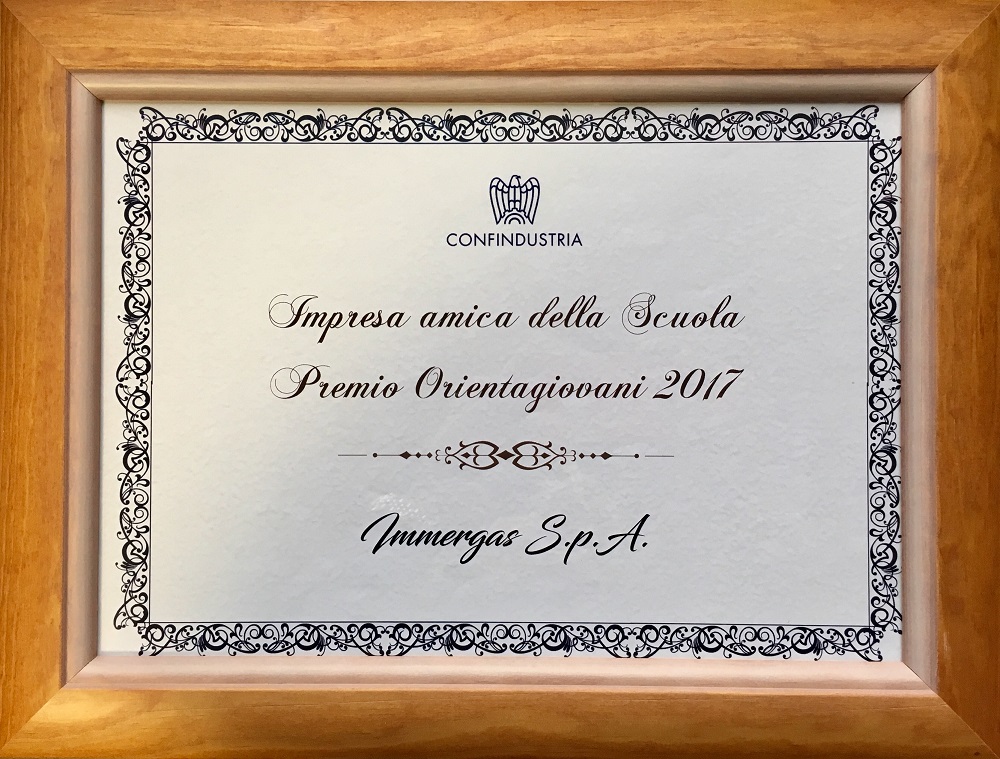 CONFINDUSTRIA
Impresa amica della Scuola
Premio Orientagiovani 2017
Immergas S.p.A.